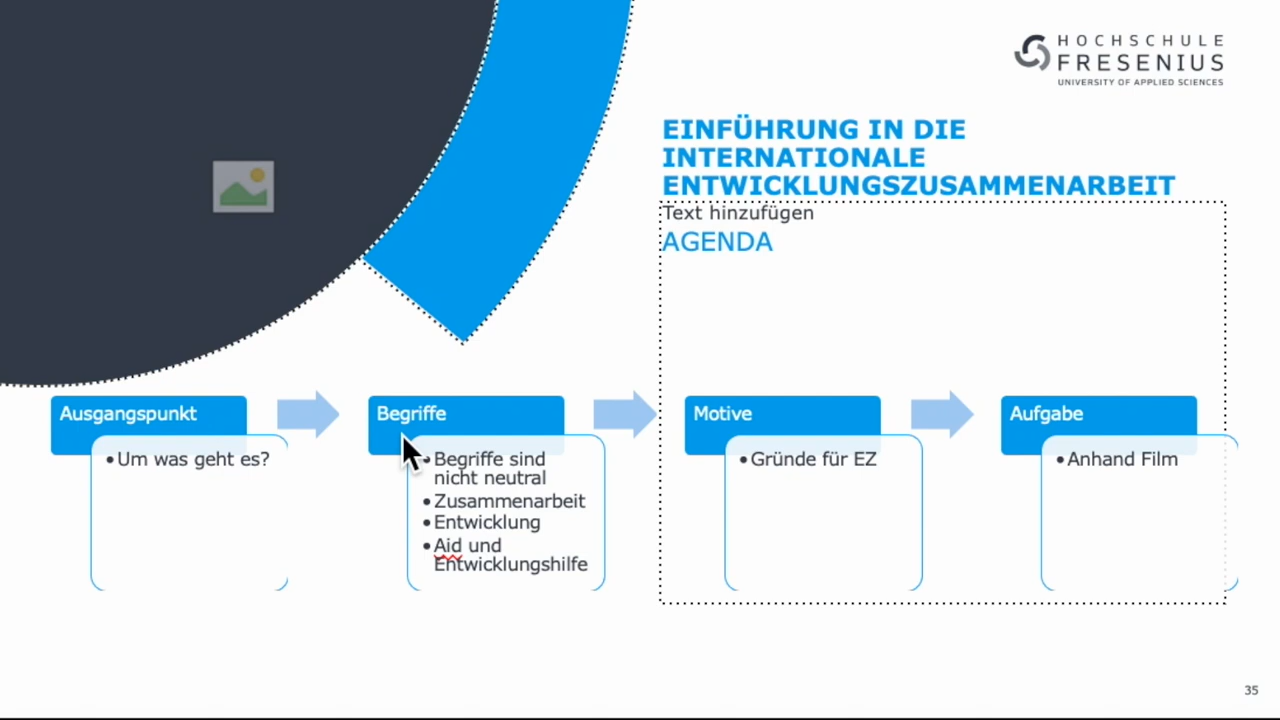 HOCHSCHULE
FRESENIUS
UNIVERSITY OF APPLIED SCIENCES
EINFÜHRUNG IN DIE
INTERNATIONALE
ENTWICKLUNGSZUSAMMENARBEIT
Text hinzufügen
AGENDA
Ausgangspunkt
•Um was geht es?
Begriffe
•Begriffe sind
nicht neutral
•Zusammenarbeit
•Entwicklung
•Aid und
Entwicklungshilfe
Motive
•Gründe für EZ
Aufgabe
•Anhand Film
35